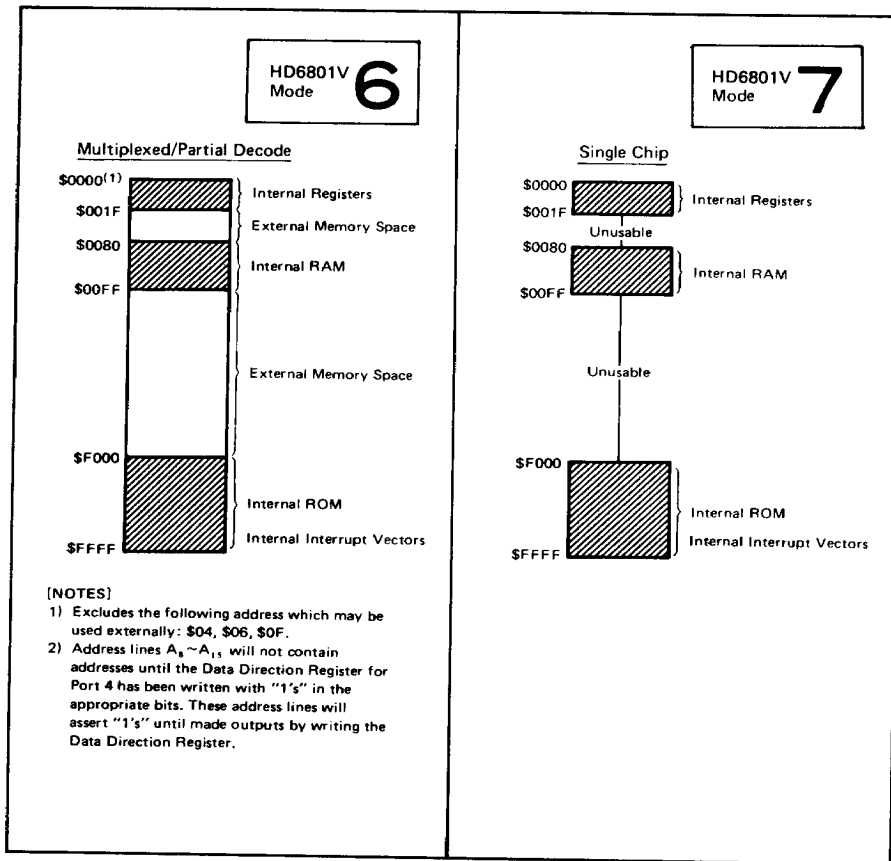 HD6801V
Mode 6
Multiplexed/Partial Decode
$0000(1)
Internal Registers
$001F
External Memory Space
$0080
Internal RAM
$00FF
External Memory Space
$F000
Internal ROM
Internal Interrupt Vectors
$FFFF
[NOTES]
1) Excludes the following address which may be
used externally: $04, $06, $0F.
2) Address lines A8~A15 will not contain
addresses until the Data Direction Register for
Port 4 has been written with "1's" in the
appropriate bits. These address lines will
assert "1's" until made outputs by writing the
Data Direction Register.
HD6801V
Mode 7
Single Chip
$0000
Internal Registers
$001F
Unusable
$0080
Internal RAM
$00FF
Unusable
$F000
Internal ROM
Internal Interrupt Vectors
$FFFF